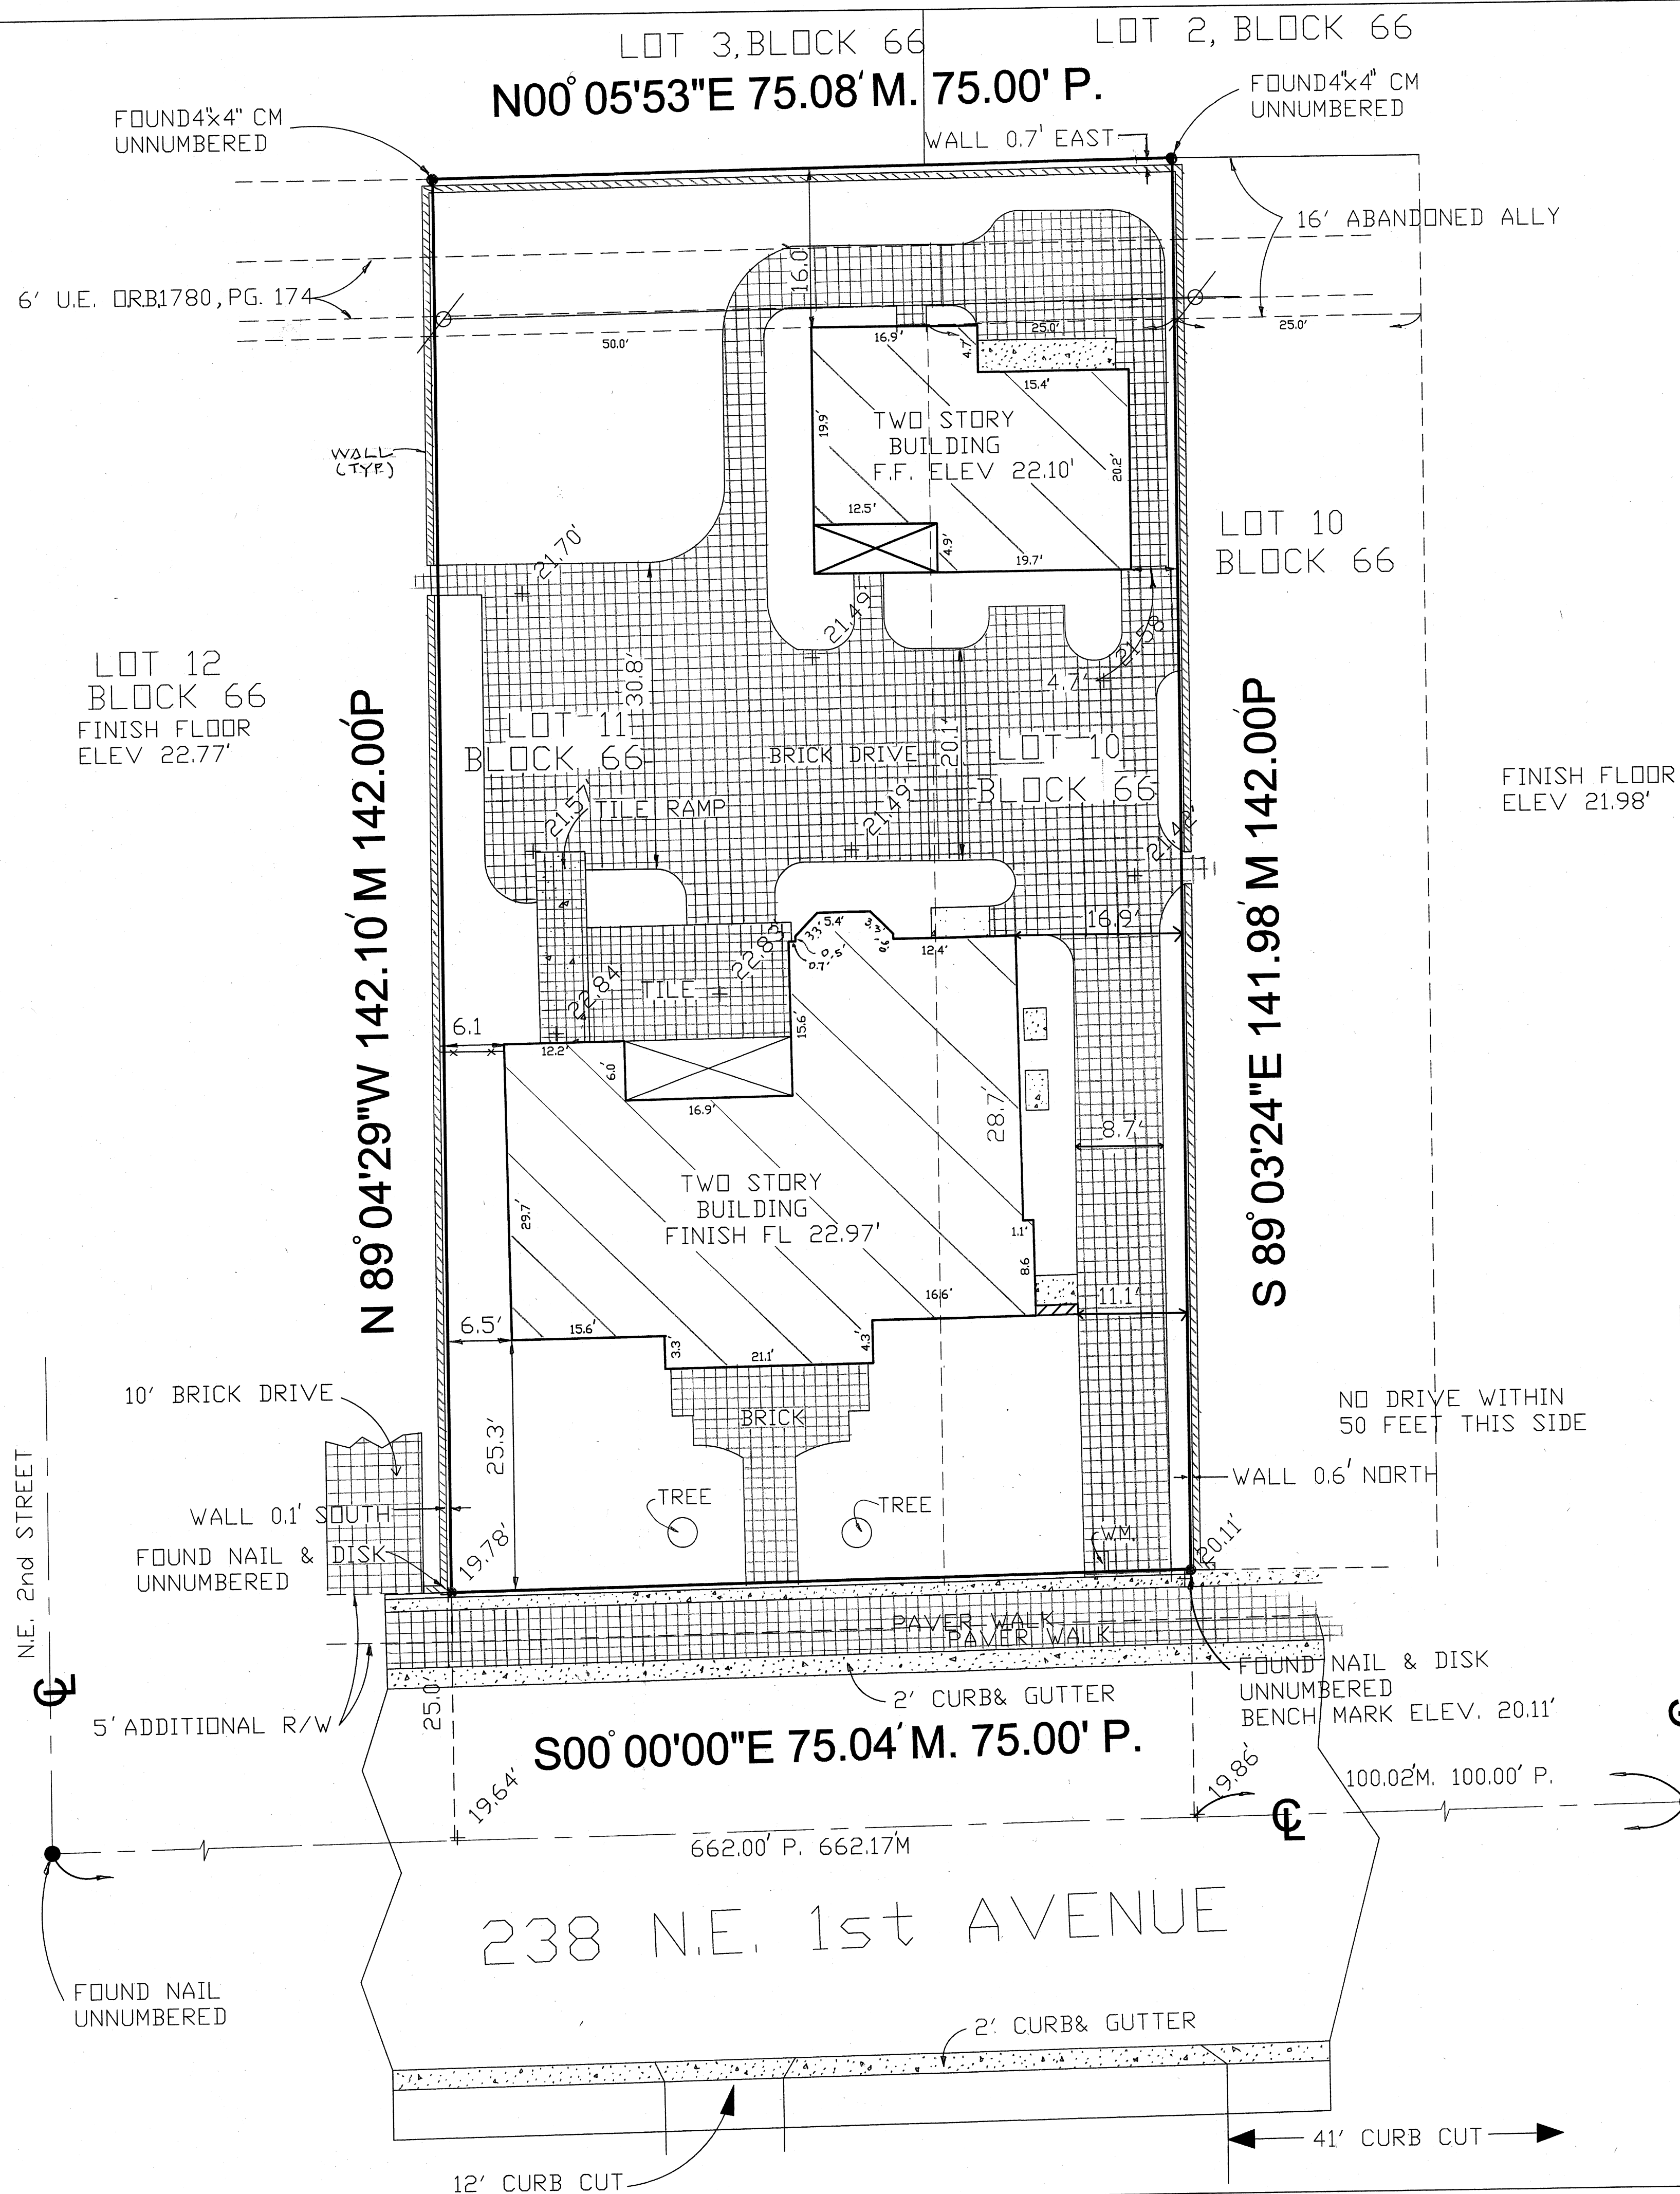 LOT 3, BLOCK 66
LOT 2, BLOCK 66
N00° 05'53"E 75.08' M. 75.00' P.
FOUND 4"x4" CM
UNNUMBERED
FOUND 4"x4" CM
UNNUMBERED
WALL 0.7' EAST
16' ABANDONED ALLY
16.0
6' U.E. O.R.B. 1780, PG. 174
50.0'
16.9'
4.7'
25.0'
25.0'
15.4'
WALL
(TYP.)
19.9'
TWO STORY
BUILDING
F.F. ELEV 22.10'
20.2'
12.5'
4.9'
19.7'
LOT 10
BLOCK 66
21.70'
21.49'
21.58'
4.7'
LOT 12
BLOCK 66
FINISH FLOOR
ELEV 22.77'
N 89° 04'29"W 142.10' M 142.00'P
S 89° 03'24"E 141.98' M 142.00'P
30.8'
LOT 11
BLOCK 66
BRICK DRIVE
20.1'
LOT 10
BLOCK 66
FINISH FLOOR
ELEV 21.98'
21.57'
TILE RAMP
21.49'
21.42'
16.9'
5.4'
3.3'
3.3'
0.5'
0.7'
0.6'
12.4'
22.83'
22.84'
TILE
15.6'
6.1
12.2'
6.0'
16.9'
28.7'
8.7'
TWO STORY
BUILDING
FINISH FL 22.97'
29.7'
1.1'
8.6
16.6'
11.1'
6.5'
15.6'
3.3'
21.1'
4.3'
10' BRICK DRIVE
BRICK
25.3'
NO DRIVE WITHIN
50 FEET THIS SIDE
N.E. 2nd STREET
WALL 0.6' NORTH
WALL 0.1' SOUTH
TREE
TREE
W.M.
20.11'
19.78'
FOUND NAIL & DISK
UNNUMBERED
PAVER WALK
PAVER WALK
FOUND NAIL & DISK
UNNUMBERED
BENCH MARK ELEV. 20.11'
2' CURB & GUTTER
5' ADDITIONAL R/W
25.0'
S00° 00'00"E 75.04' M. 75.00' P.
19.64'
19.86'
100.02'M. 100.00' P.
662.00' P. 662.17'M
238 N.E. 1st AVENUE
FOUND NAIL
UNNUMBERED
2' CURB & GUTTER
12' CURB CUT
41' CURB CUT